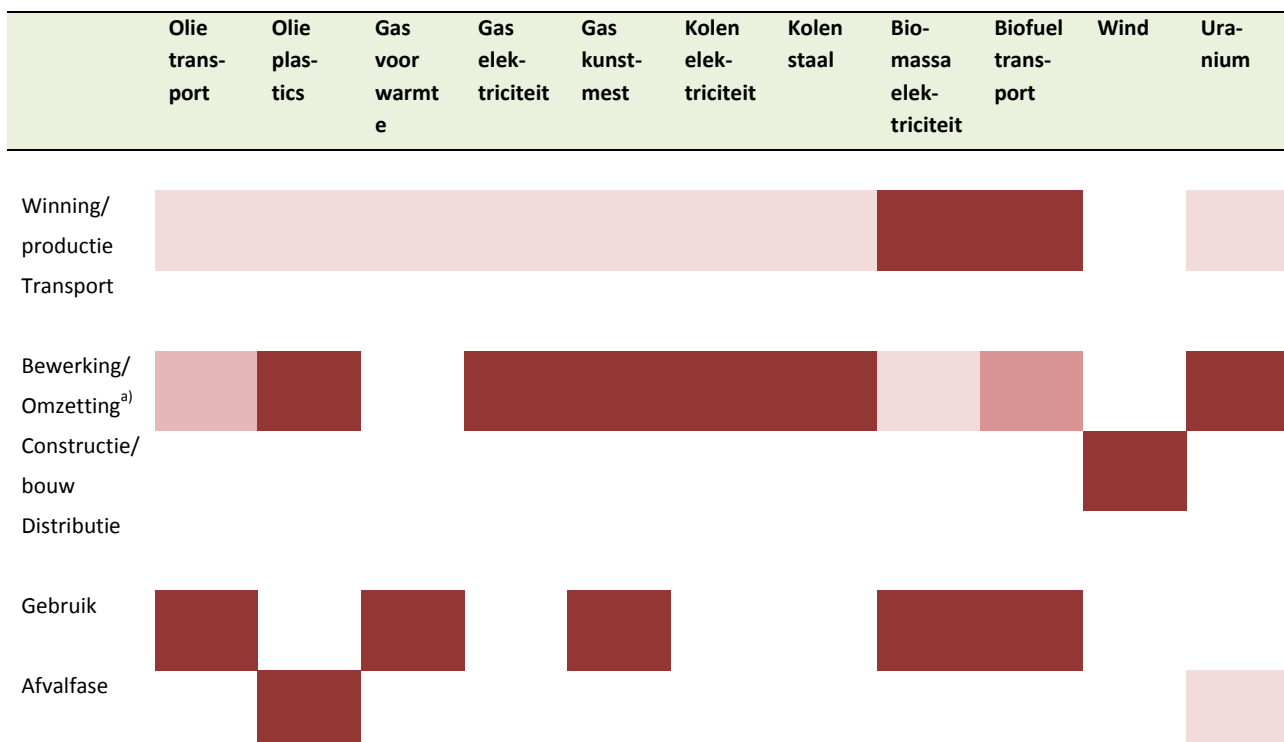 Olie Olie Gas Gas Gas Kolen Kolen Bio- Biofuel Wind Ura-
trans- plas- voor elek- kunst- elek- staal massa trans- nium
port tics warmt triciteit mest triciteit elek- port
e triciteit
Winning/
productie
Transport
Bewerking/
Omzetting a)
Constructie/
bouw
Distributie
Gebruik
Afvalfase